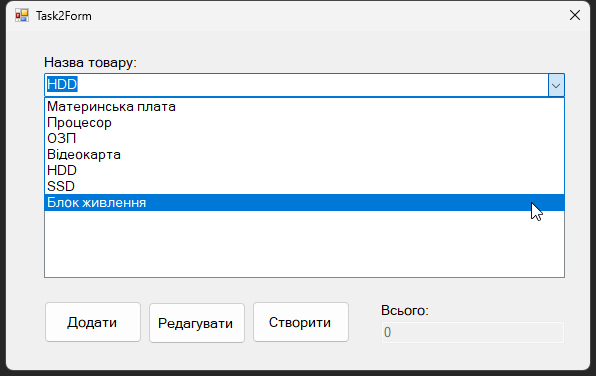 Task2Form
Назва товару:
HDD
Материнська плата
Процесор
ОЗП
Відеокарта
HDD
SSD
Блок живлення
Додати
Редагувати
Створити
Всього:
0